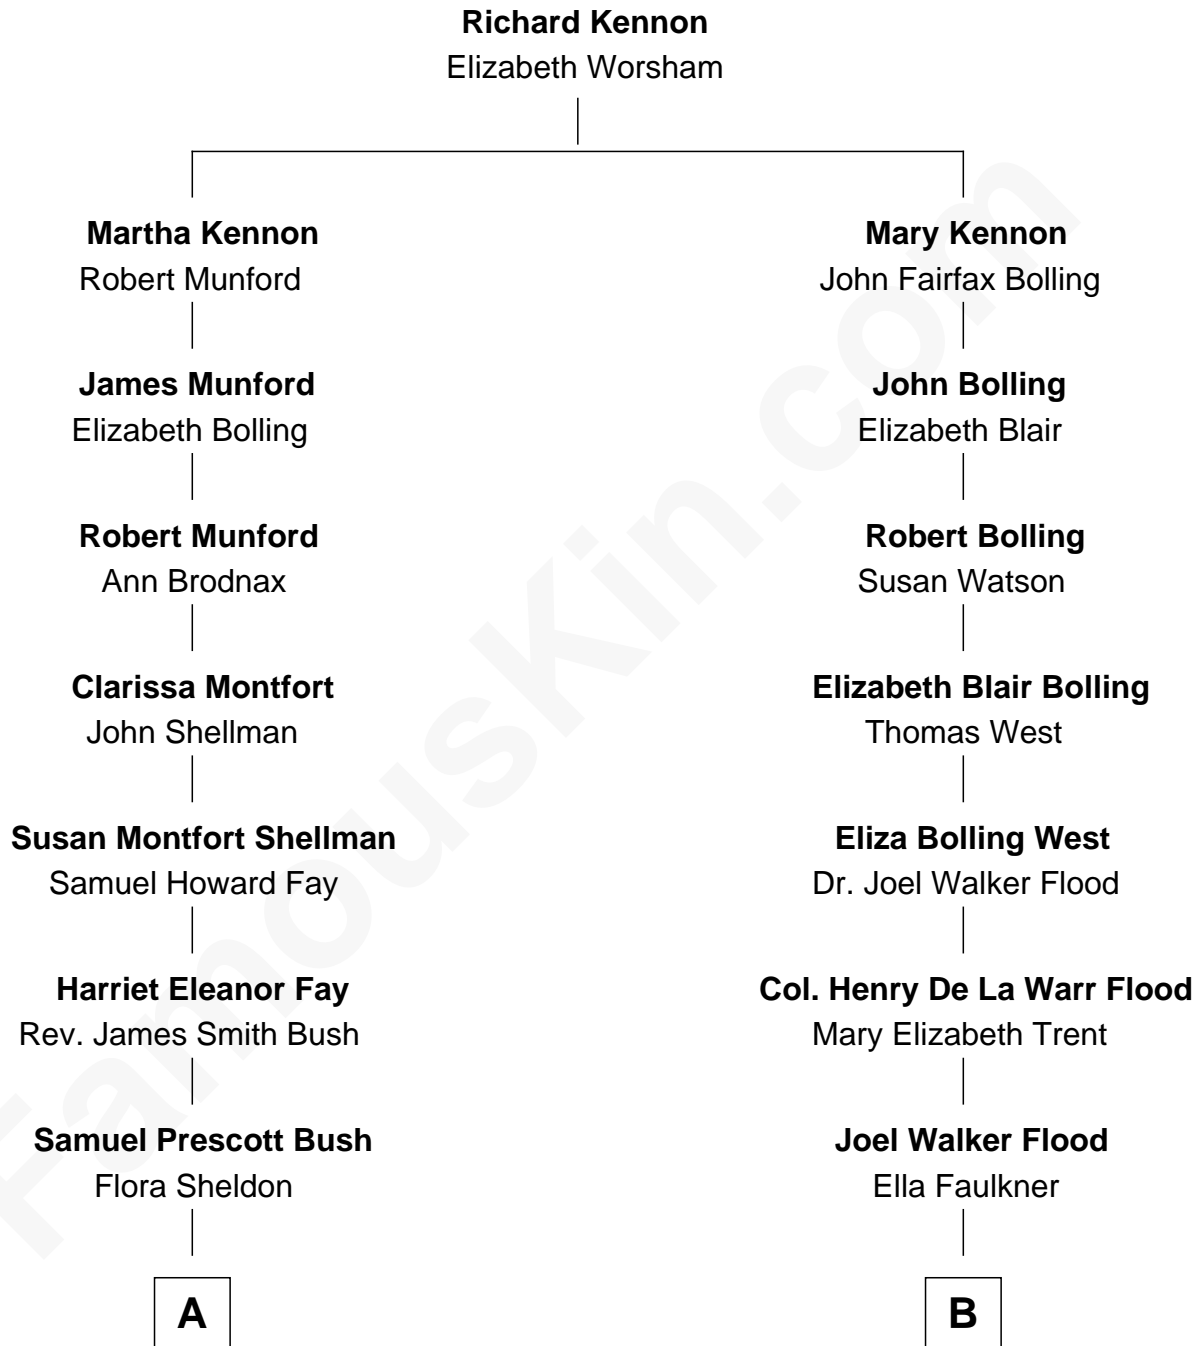 Richard Kennon
Elizabeth Worsham
Martha Kennon
Robert Munford
Mary Kennon
John Fairfax Bolling
James Munford
Elizabeth Bolling
John Bolling
Elizabeth Blair
Robert Munford
Ann Brodnax
Robert Bolling
Susan Watson
Clarissa Montfort
John Shellman
Elizabeth Blair Bolling
Thomas West
Susan Montfort Shellman
Samuel Howard Fay
Eliza Bolling West
Dr. Joel Walker Flood
Harriet Eleanor Fay
Rev. James Smith Bush
Col. Henry De La Warr Flood
Mary Elizabeth Trent
Samuel Prescott Bush
Flora Sheldon
Joel Walker Flood
Ella Faulkner
A
B
FamousKin.com